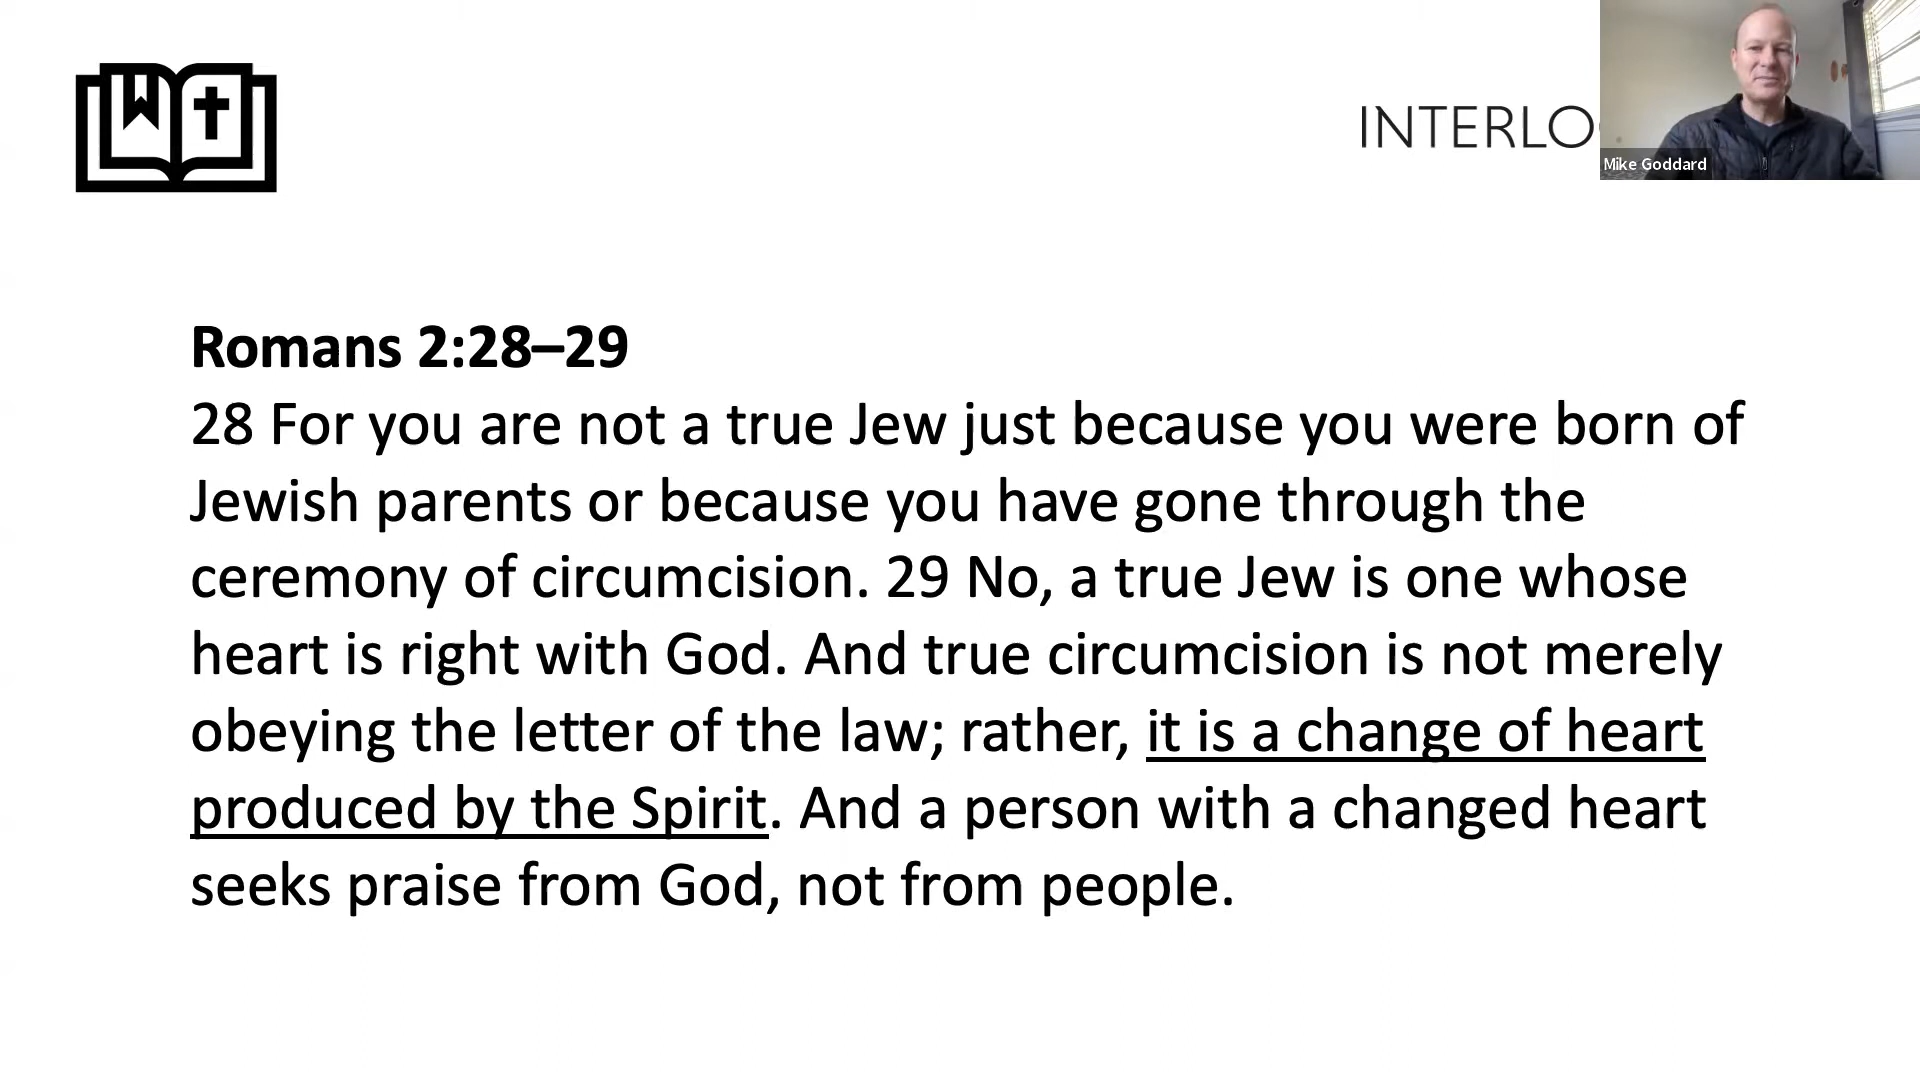 INTERLO
Mike Goddard
Romans 2:28–29
28 For you are not a true Jew just because you were born of
Jewish parents or because you have gone through the
ceremony of circumcision. 29 No, a true Jew is one whose
heart is right with God. And true circumcision is not merely
obeying the letter of the law; rather, it is a change of heart
produced by the Spirit. And a person with a changed heart
seeks praise from God, not from people.